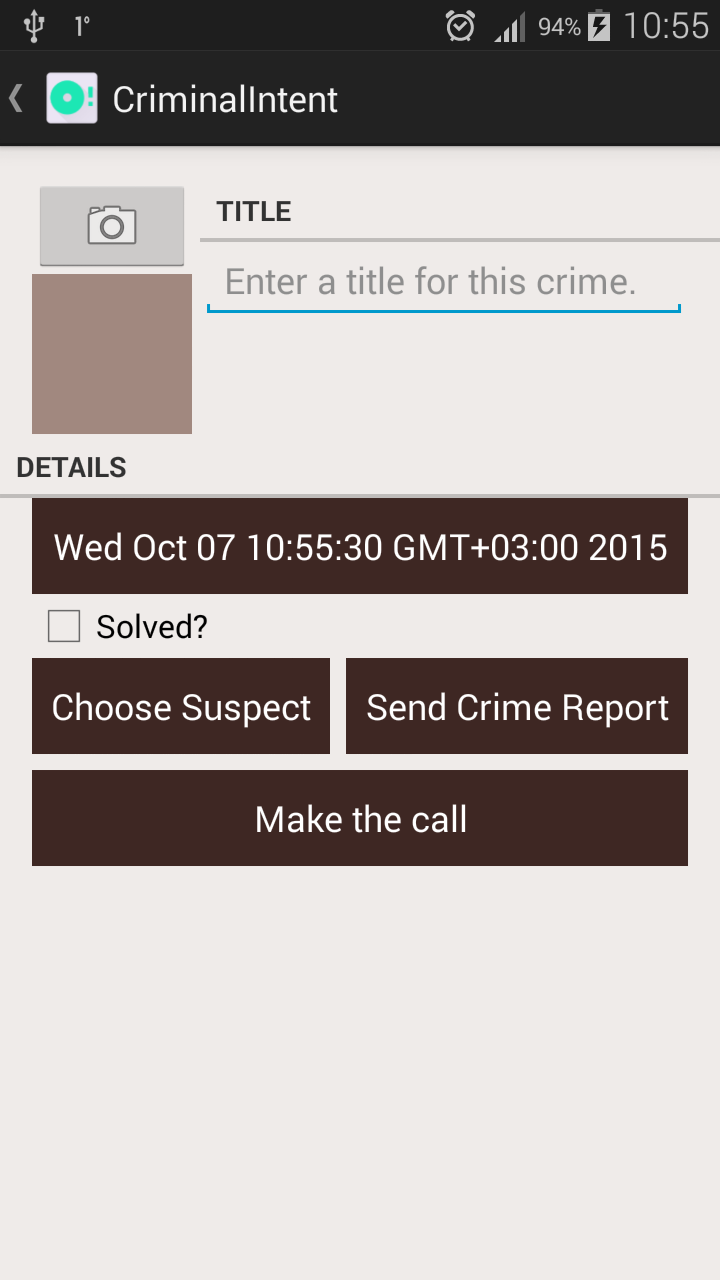 1°
94%
10:55
CriminalIntent
TITLE
Enter a title for this crime.
DETAILS
Wed Oct 07 10:55:30 GMT+03:00 2015
Solved?
Choose Suspect
Send Crime Report
Make the call